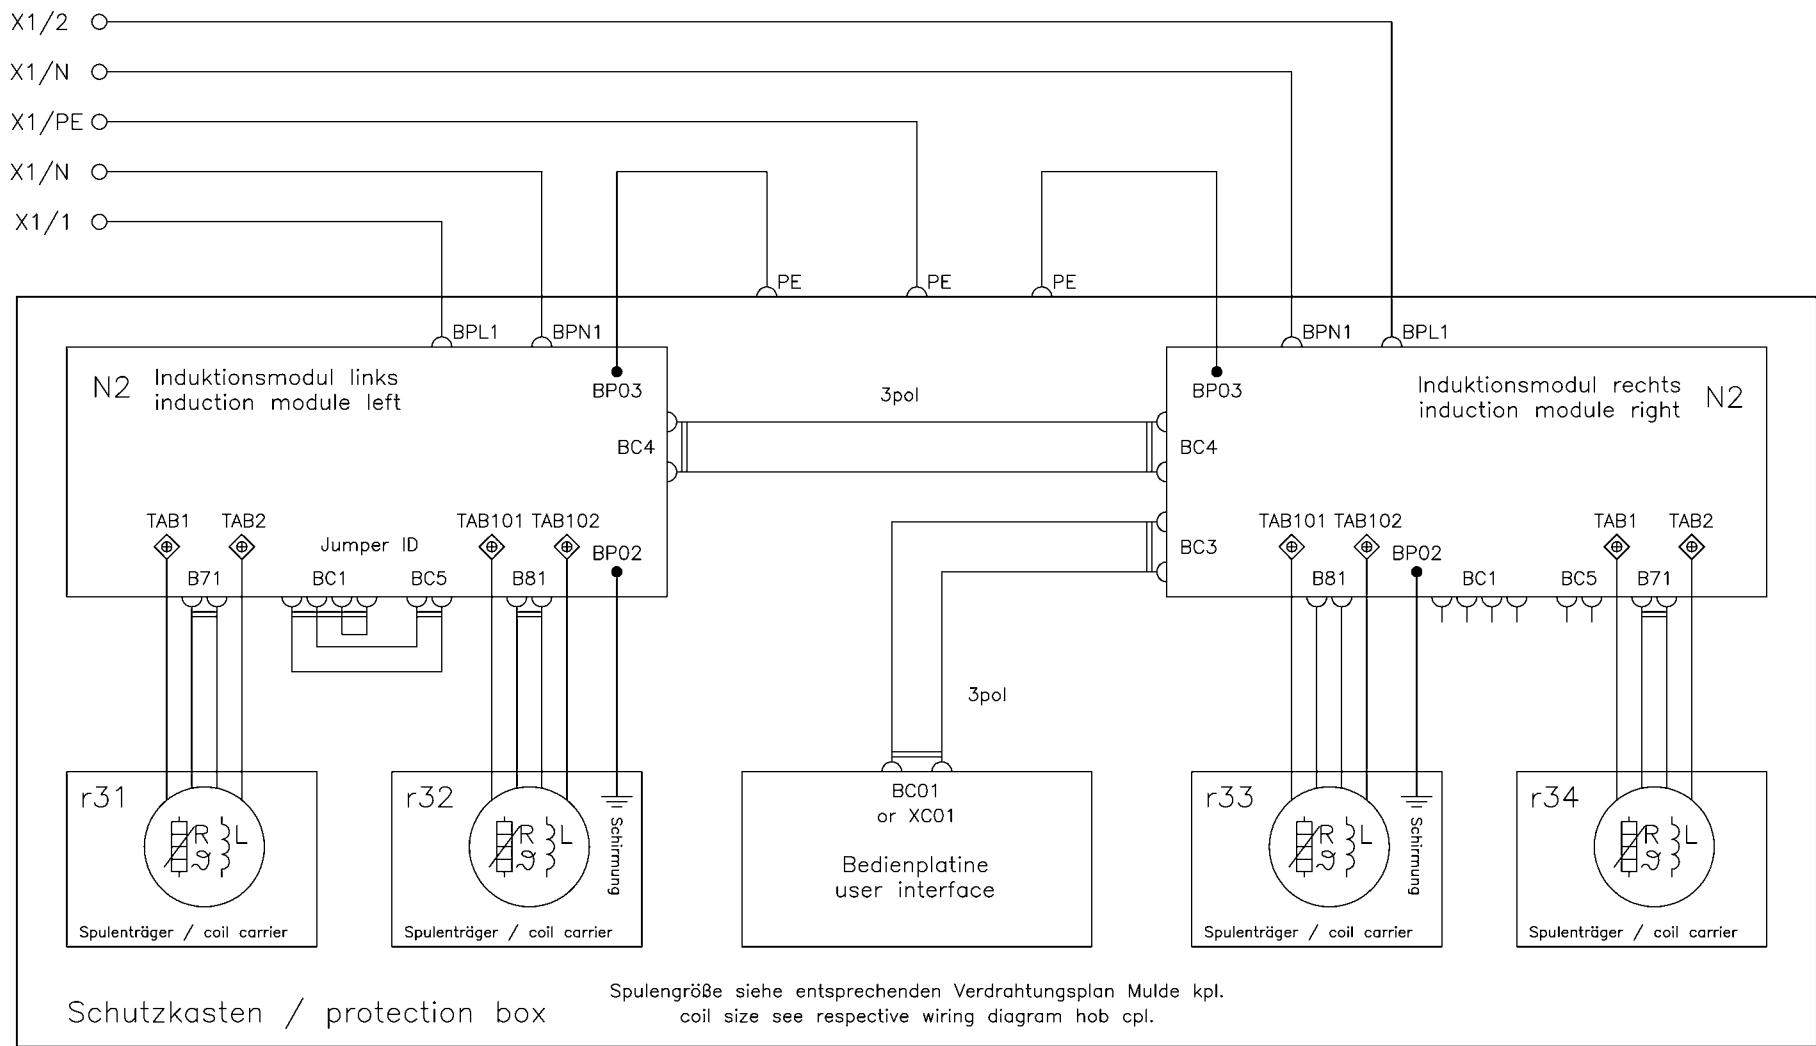 X1/2
X1/N
X1/PE
X1/N
X1/1
PE
PE
PE
BPL1
BPN1
BPN1
BPL1
N2
Induktionsmodul links
induction module left
BP03
3pol
BP03
Induktionsmodul rechts
induction module right
N2
BC4
BC4
TAB1
TAB2
Jumper ID
TAB101
TAB102
BP02
B71
BC1
BC5
B81
BC3
TAB101
TAB102
BP02
TAB1
TAB2
B81
BC1
BC5
B71
3pol
r31
R
L
ϑ
Spulenträger / coil carrier
r32
R
L
ϑ
Schirmung
Spulenträger / coil carrier
BC01
or XC01
Bedienplatine
user interface
r33
R
L
ϑ
Schirmung
Spulenträger / coil carrier
r34
R
L
ϑ
Spulenträger / coil carrier
Schutzkasten / protection box
Spulengröße siehe entsprechenden Verdrahtungsplan Mulde kpl.
coil size see respective wiring diagram hob cpl.